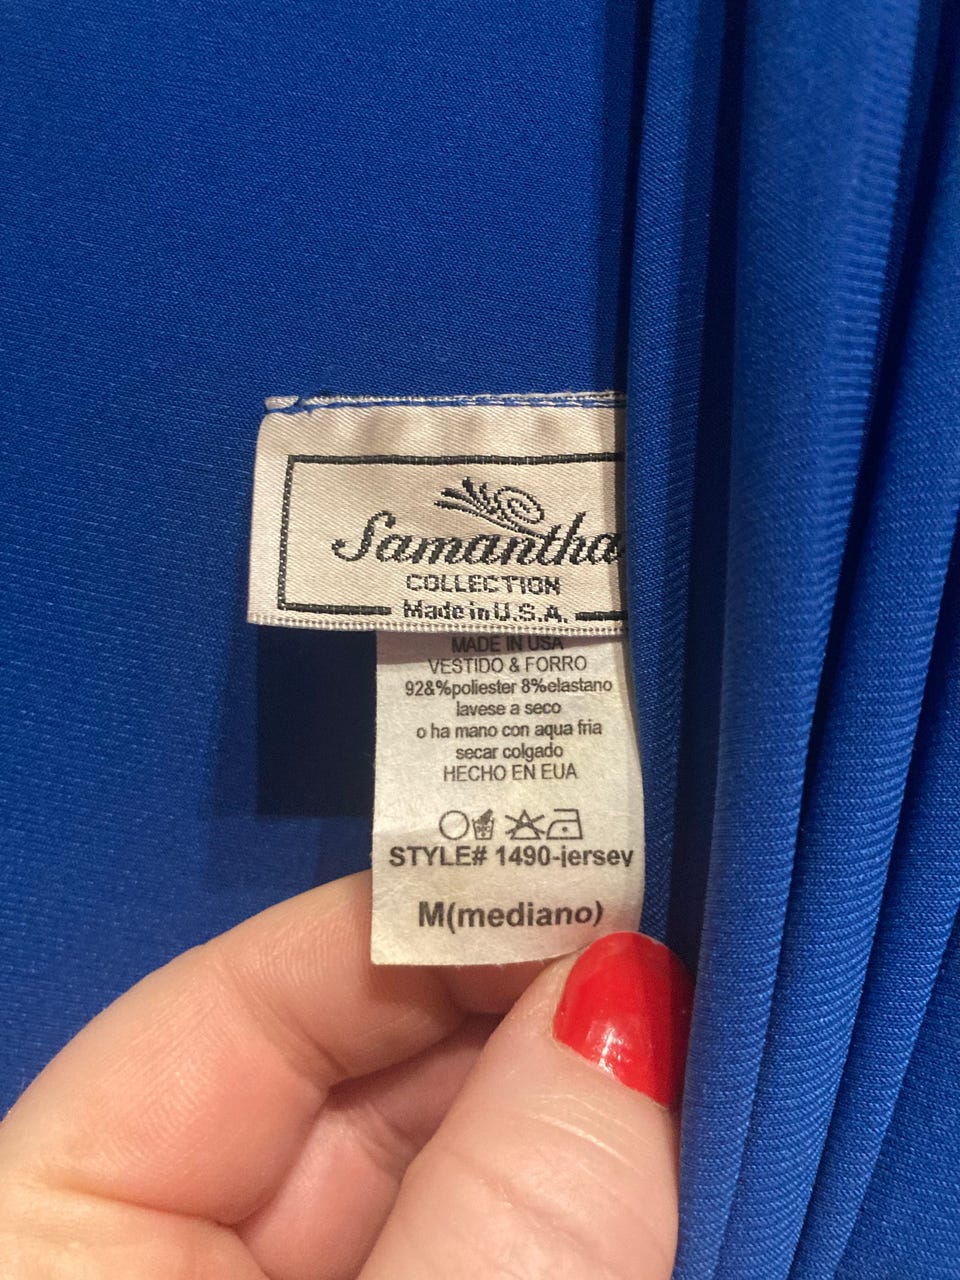 Samantha
COLLECTION
Made in U.S.A.
MADE IN USA
VESTIDO & FORRO
92&%poliester 8%elastano
lavese a seco
o ha mano con aqua fria
secar colgado
HECHO EN EUA
STYLE# 1490-jersey
M(mediano)